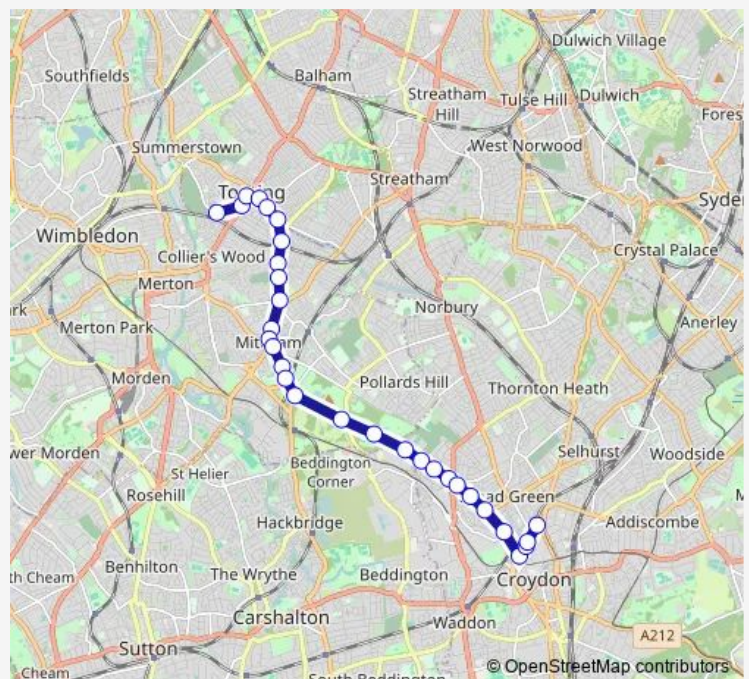 Dulwich Village
Southfields
Balham
Streatham
Hill
Tulse Hill
Dulwich
Summerstown
West Norwood
Streatham
Wimbledon
Collier's Wood
Crystal Palace
Merton
Norbury
Anerley
Merton Park
Morden
Pollards Hill
Thornton Heath
Selhurst
Woodside
St Helier
Beddington
Corner
Rosehill
Hackbridge
Addiscombe
Benhilton
The Wrythe
Beddington
Croydon
Carshalton
Waddon
A212
Sutton
Cheam
© OpenStreetMap contributors